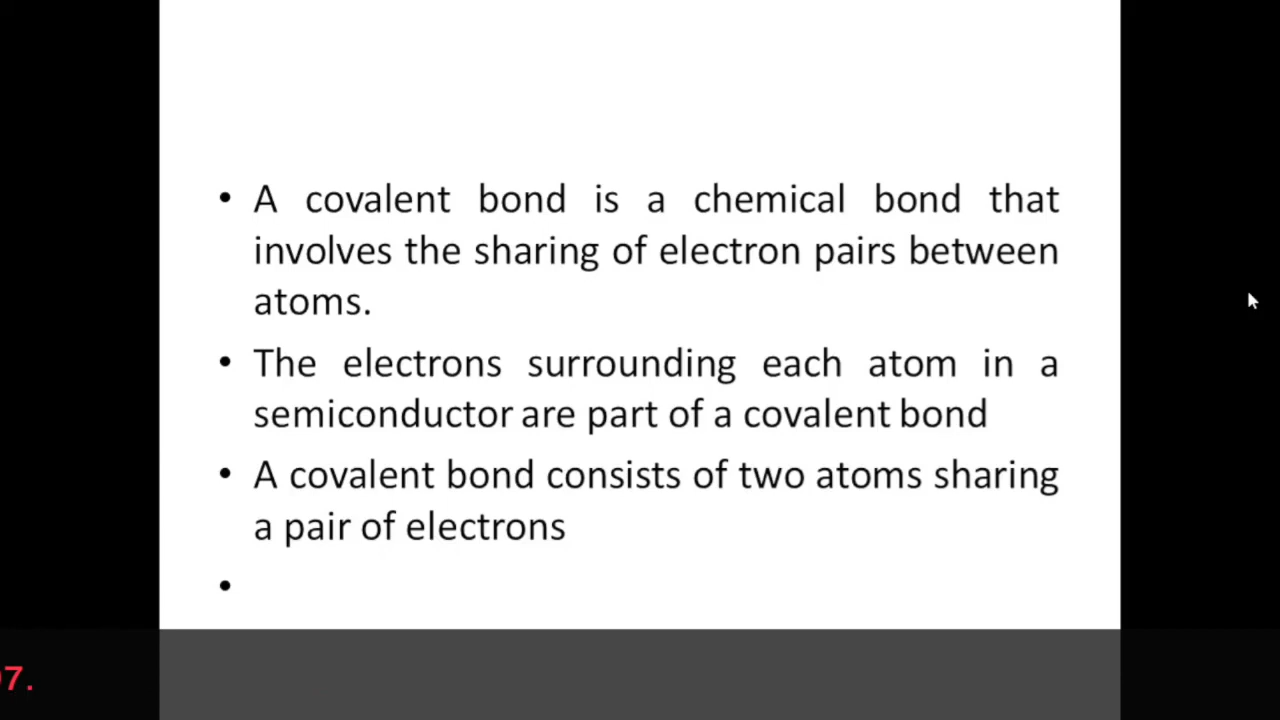 • A covalent bond is a chemical bond that
involves the sharing of electron pairs between
atoms.
• The electrons surrounding each atom in a
semiconductor are part of a covalent bond
• A covalent bond consists of two atoms sharing
a pair of electrons
•
7.